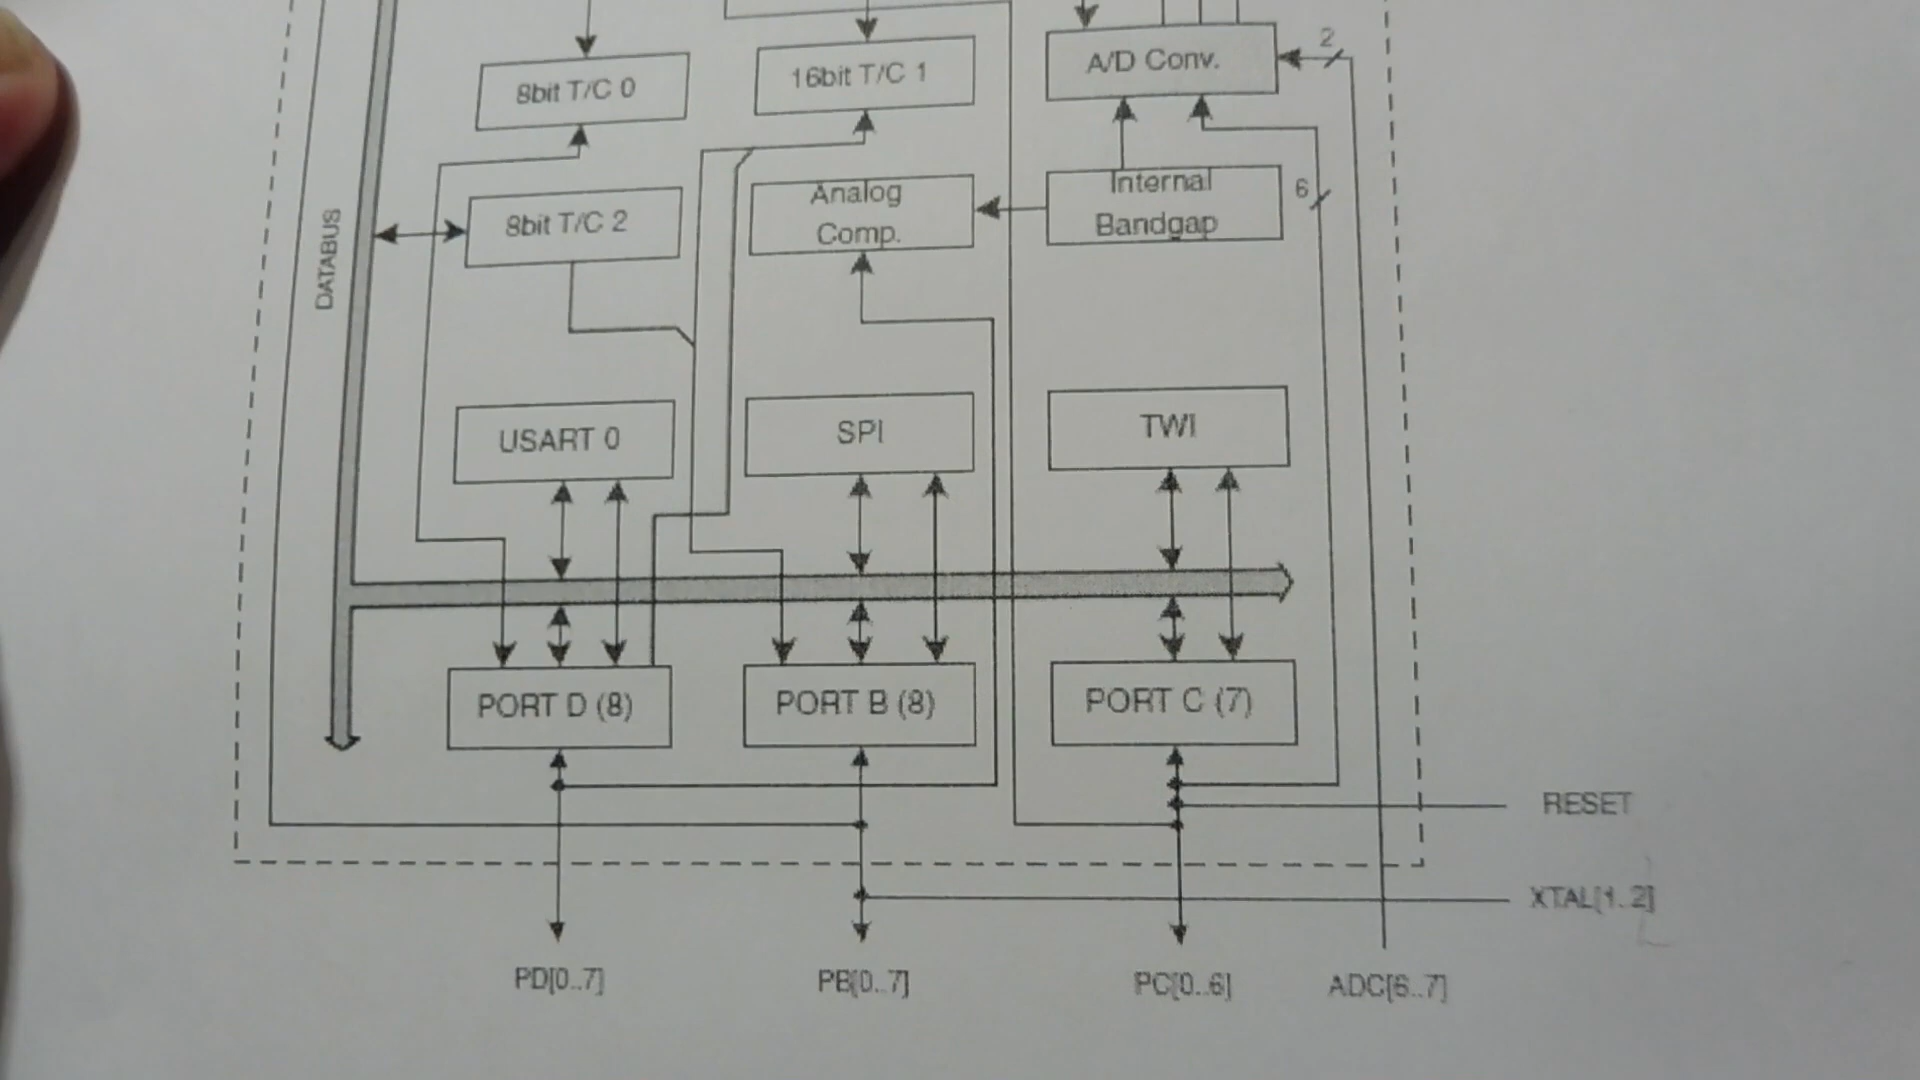 2
8bit T/C 0
16bit T/C 1
A/D Conv.
DATABUS
8bit T/C 2
Analog
Comp.
Internal
Bandgap
6
USART 0
SPI
TWI
PORT D (8)
PORT B (8)
PORT C (7)
RESET
XTAL[1..2]
PD[0..7]
PB[0..7]
PC[0..6]
ADC[6..7]